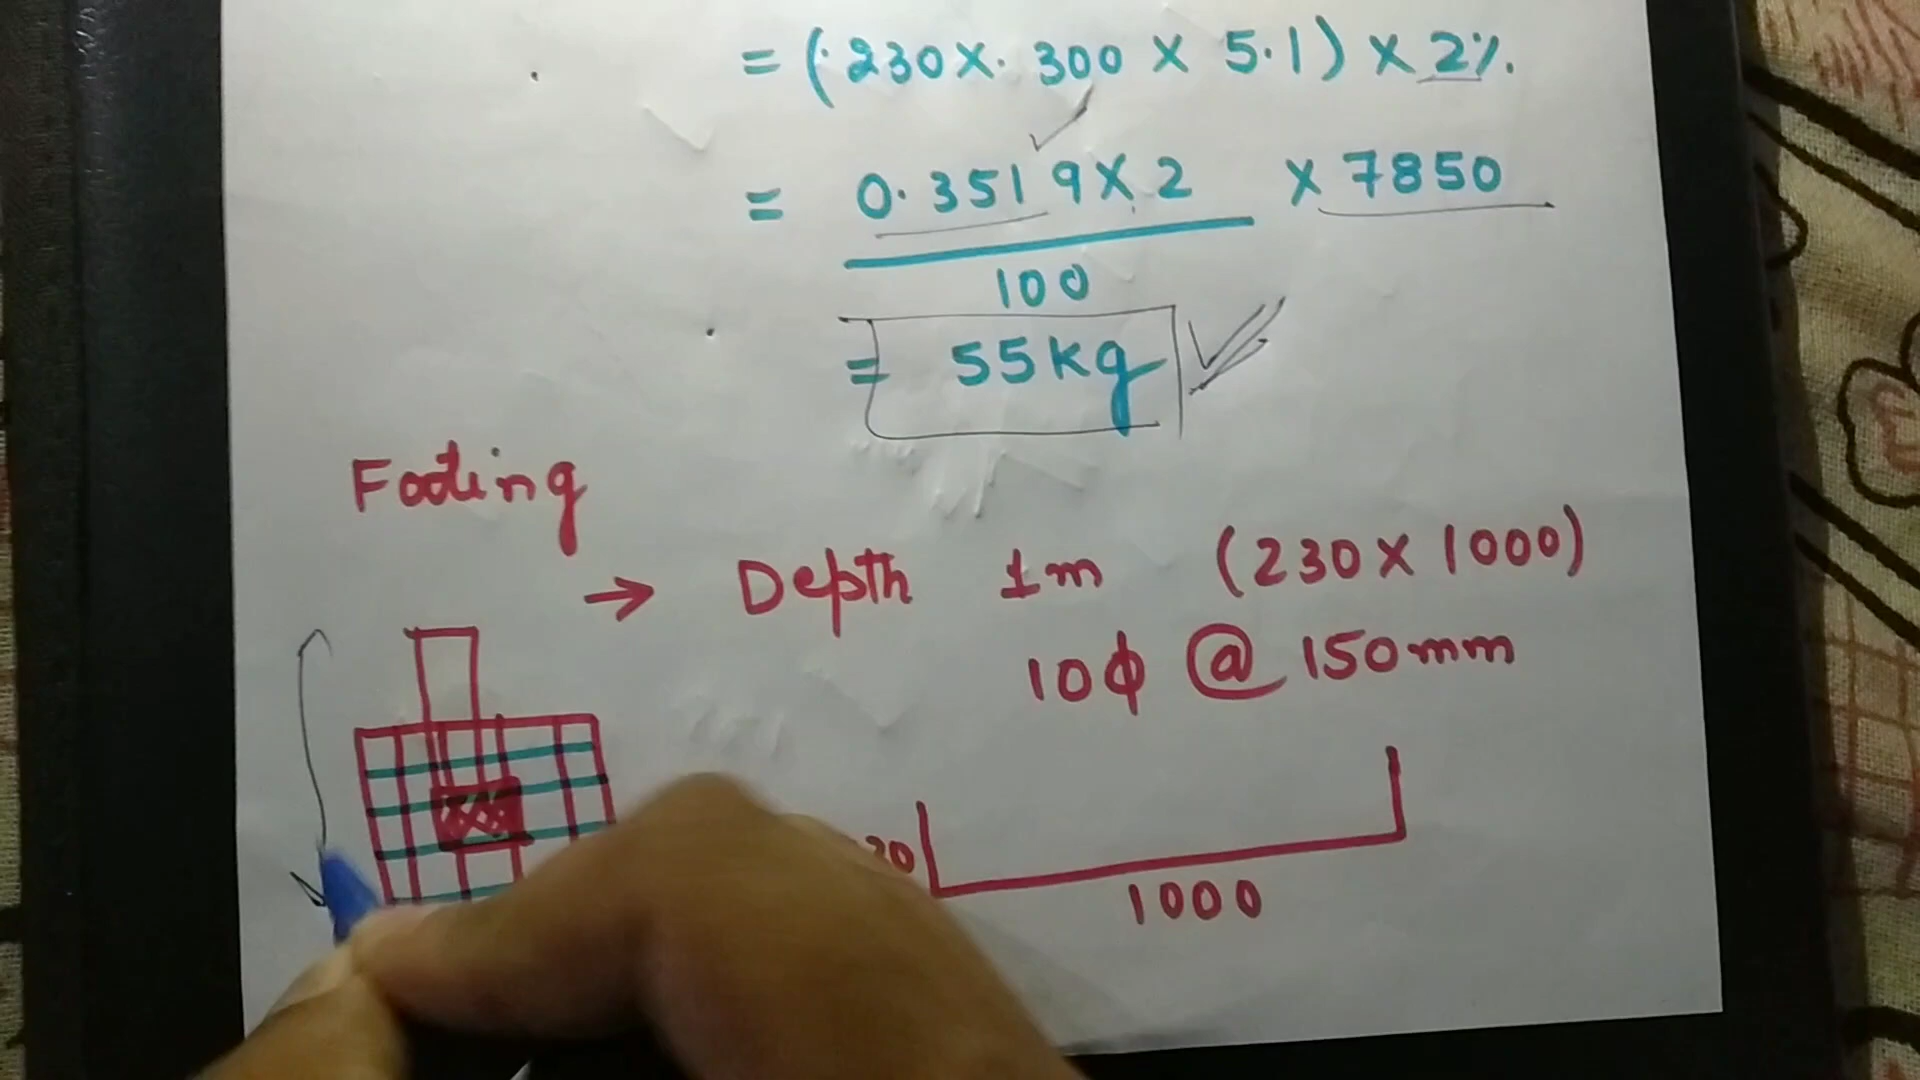 = (.230 X .300 X 5.1) X 2%.
= 0.3519 X 2 X 7850
100
= 55kg
Footing
→ Depth 1m (230 X 1000)
10ϕ @ 150mm
1000